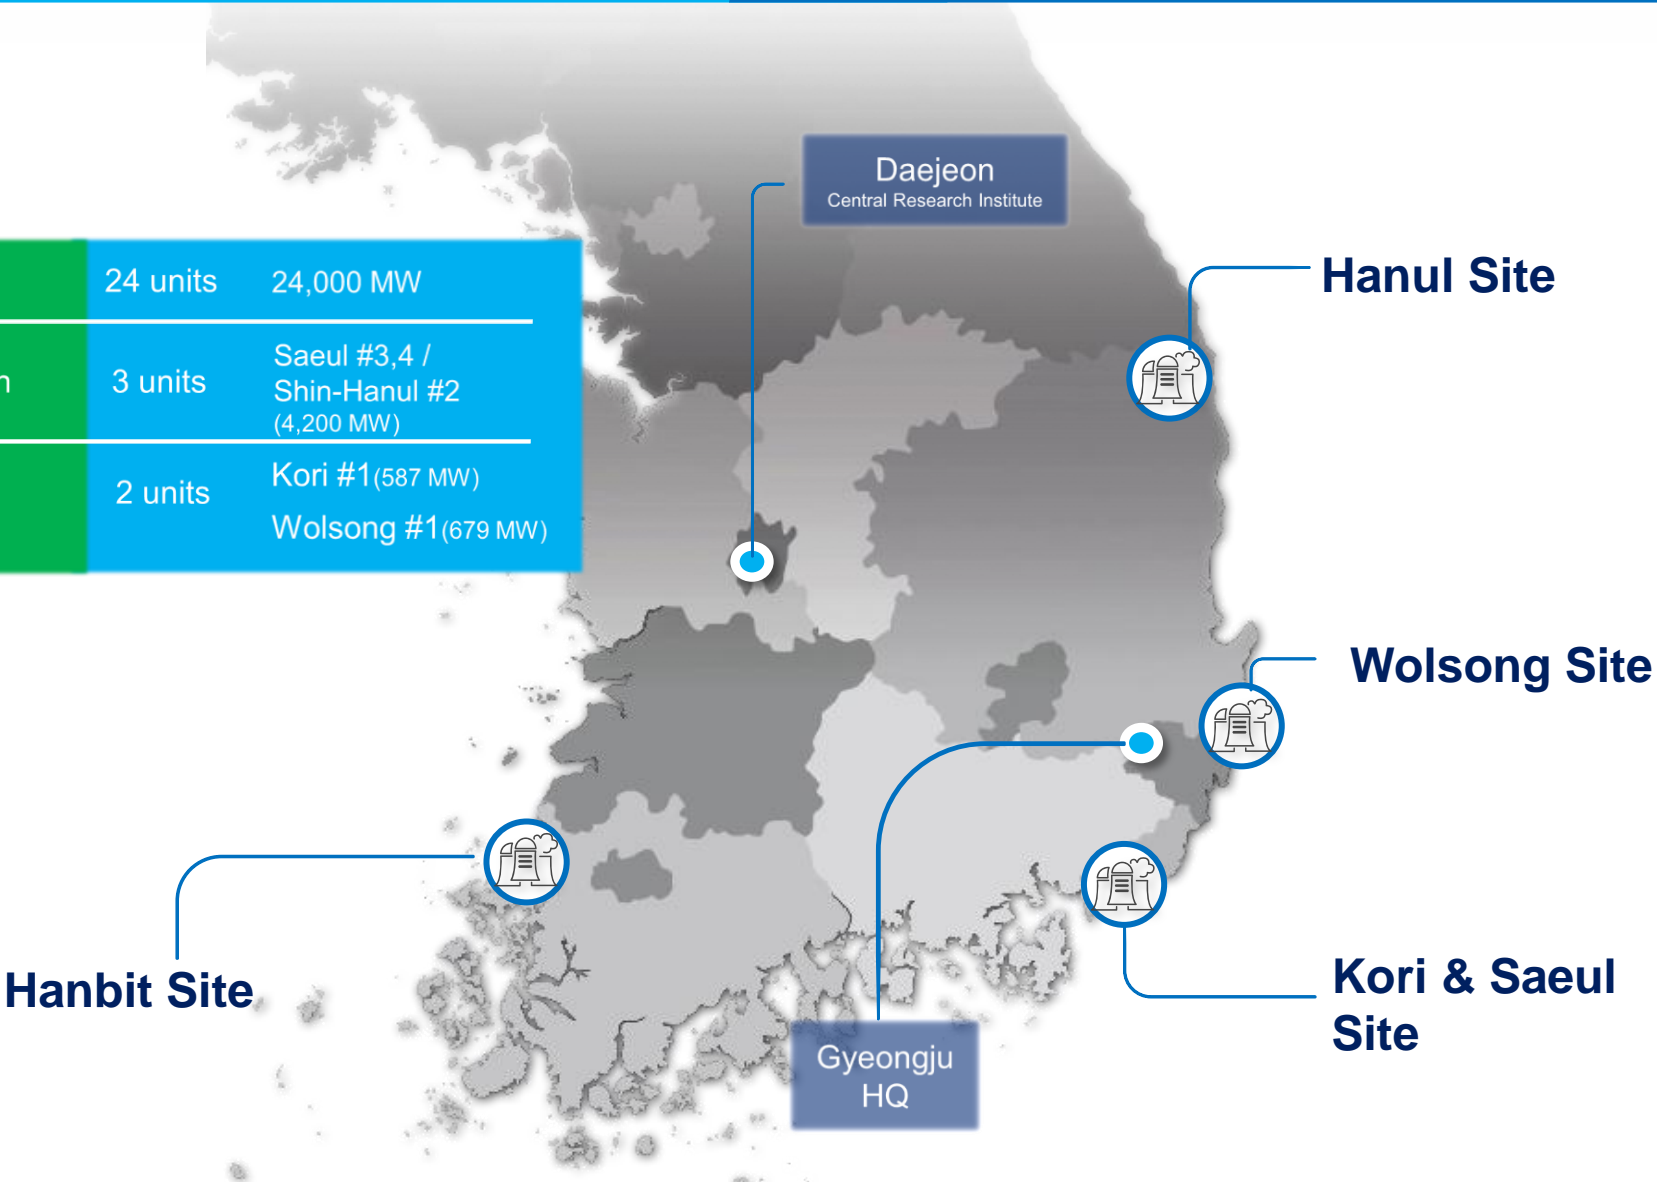 Daejeon
Central Research Institute
Hanul Site
24 units 24,000 MW
3 units
Saeul #3,4 /
Shin-Hanul #2
(4,200 MW)
2 units
Kori #1(587 MW)
Wolsong #1(679 MW)
Wolsong Site
Hanbit Site
Kori & Saeul
Site
Gyeongju
HQ